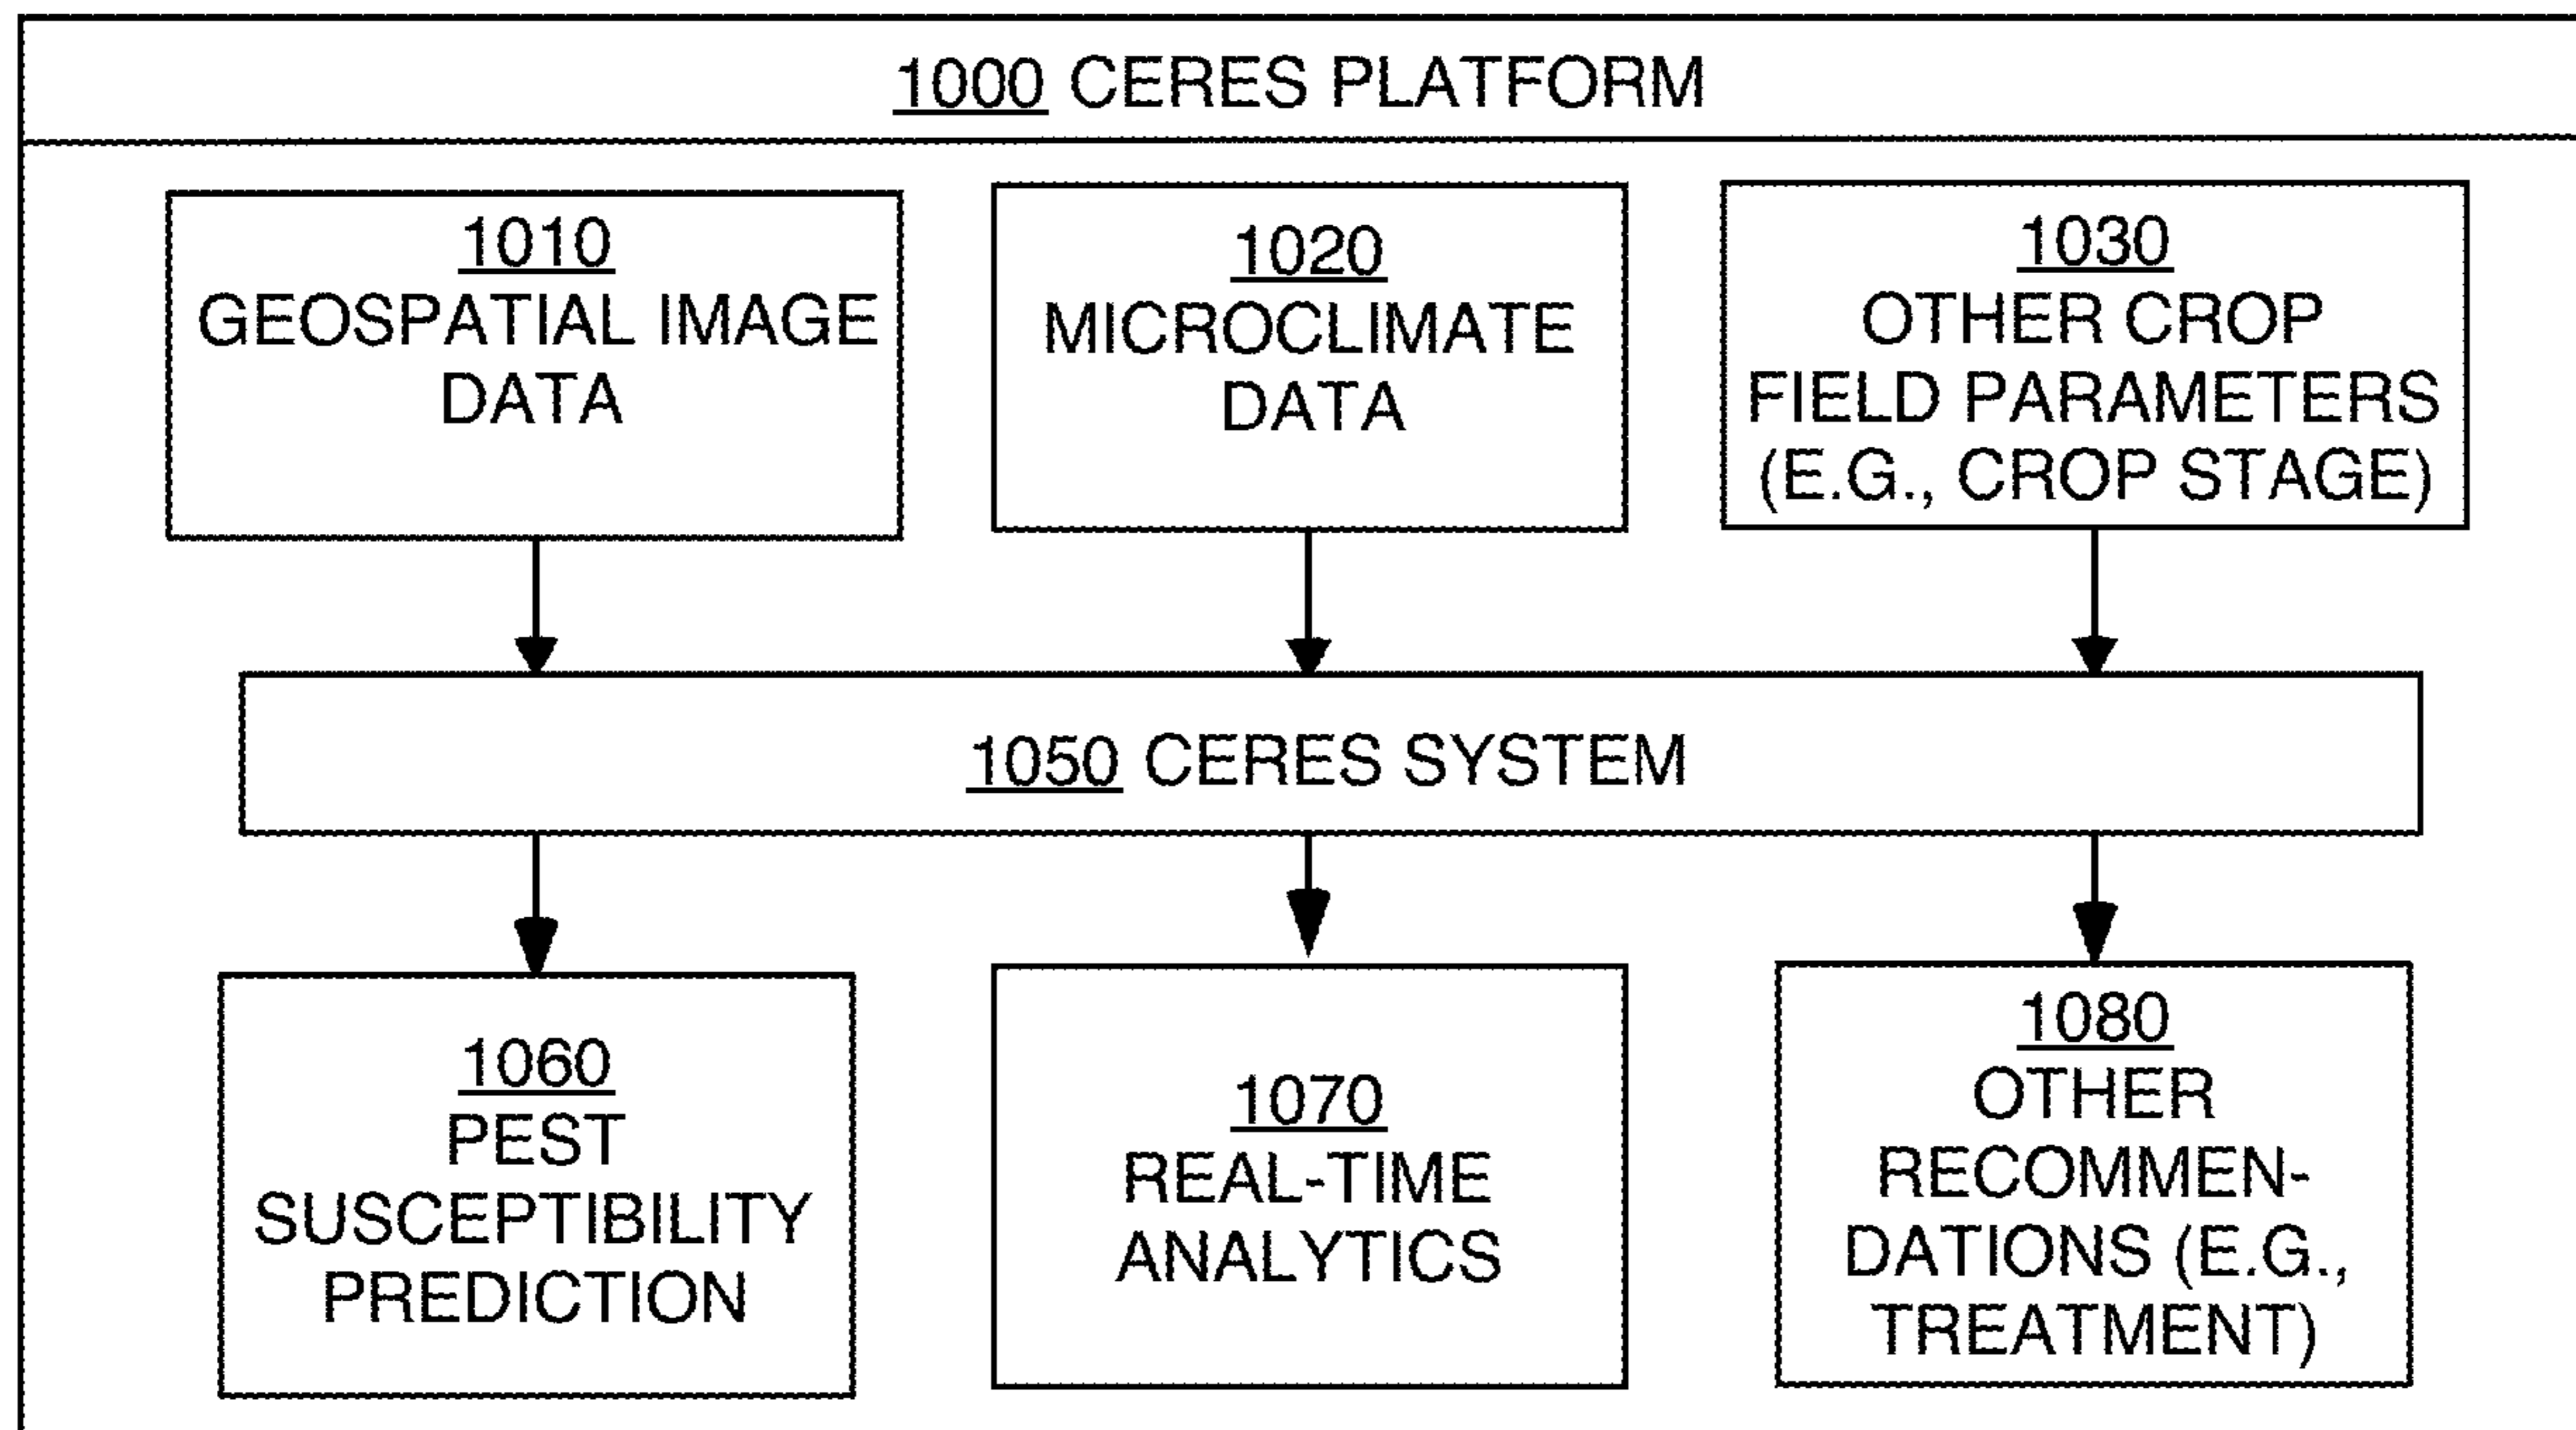 1000 CERES PLATFORM
1010
GEOSPATIAL IMAGE
DATA
1020
MICROCLIMATE
DATA
1030
OTHER CROP
FIELD PARAMETERS
(E.G., CROP STAGE)
1050 CERES SYSTEM
1060
PEST
SUSCEPTIBILITY
PREDICTION
1070
REAL-TIME
ANALYTICS
1080
OTHER
RECOMMEN-
DATIONS (E.G.,
TREATMENT)